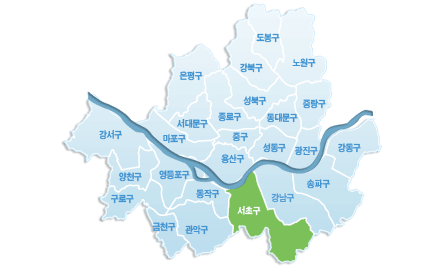 도봉구
노원구
강북구
은평구
성북구
중랑구
종로구
동대문구
서대문구
마포구
중구
강서구
성동구
광진구
강동구
용산구
양천구
영등포구
송파구
동작구
강남구
구로구
서초구
금천구
관악구